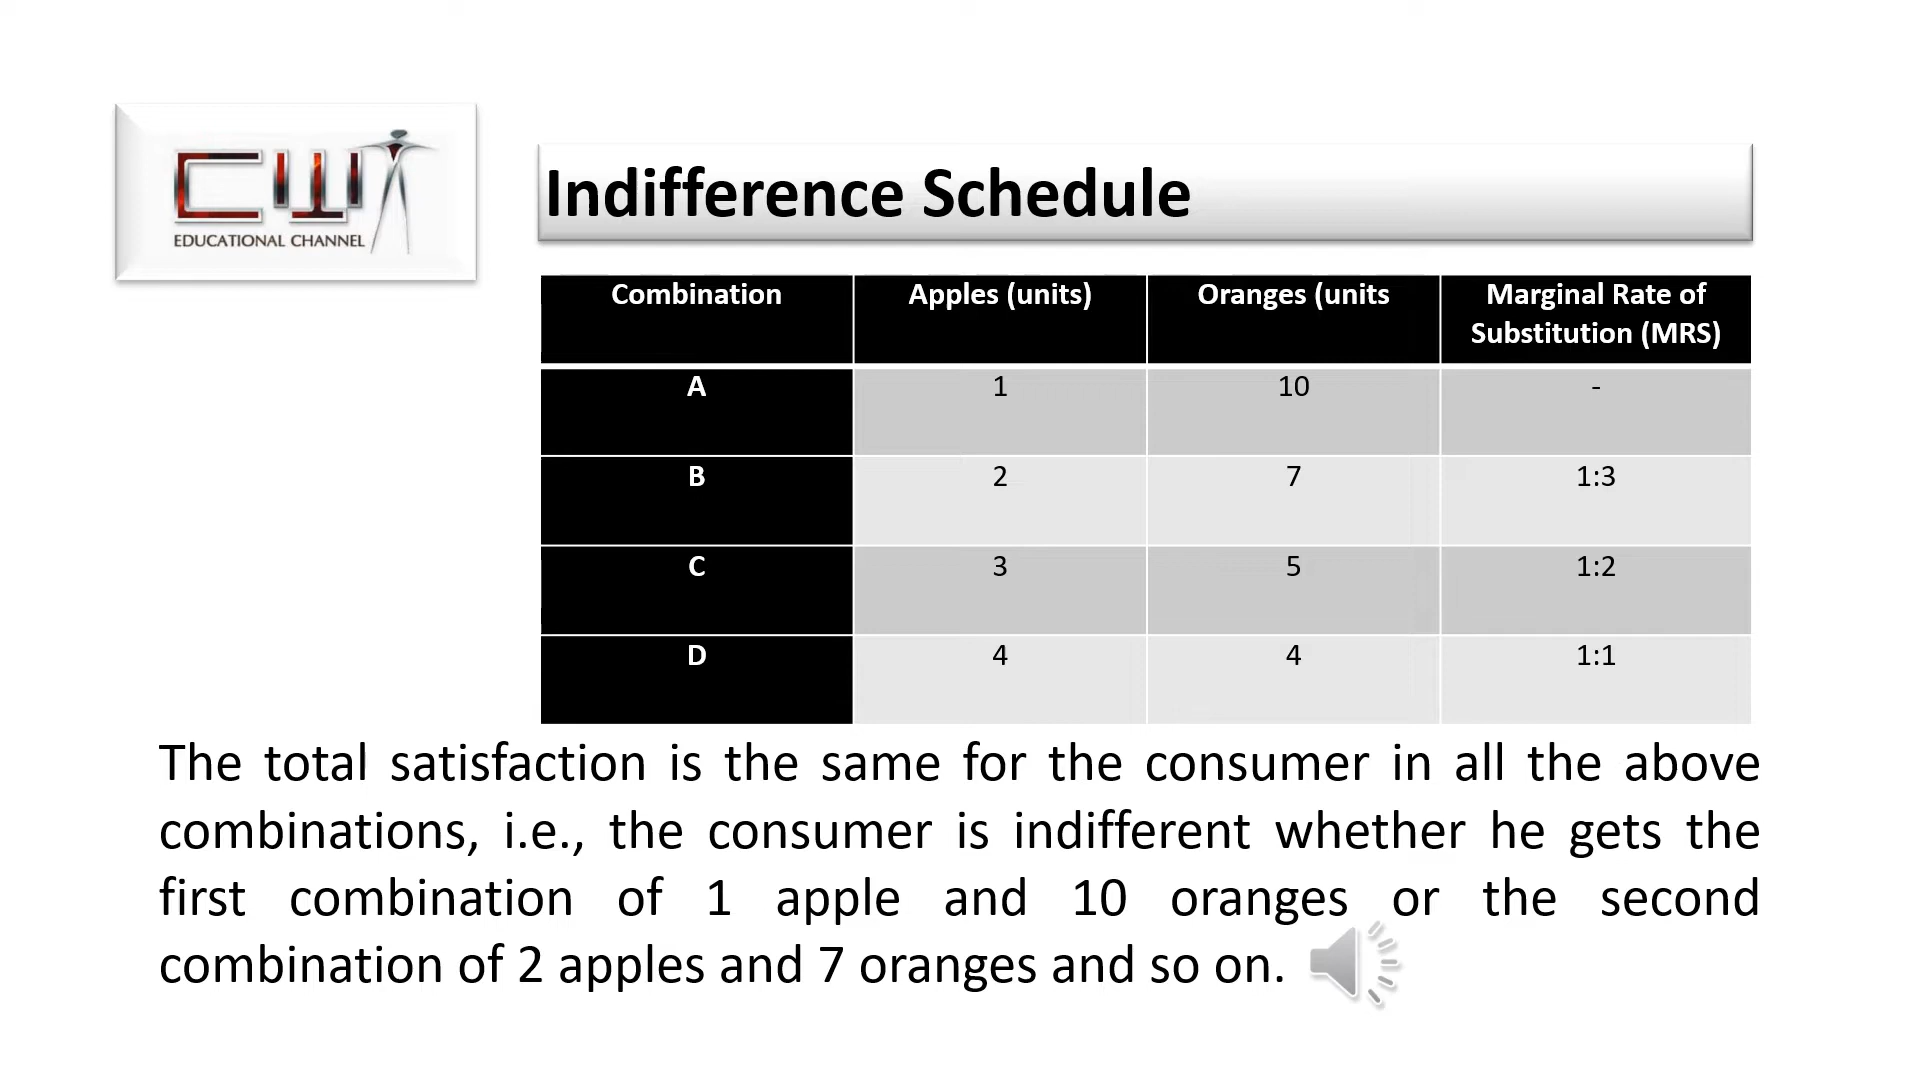 EDUCATIONAL CHANNEL
Indifference Schedule
Combination Apples (units) Oranges (units Marginal Rate of
Substitution (MRS)
A 1 10 -
B 2 7 1:3
C 3 5 1:2
D 4 4 1:1
The total satisfaction is the same for the consumer in all the above
combinations, i.e., the consumer is indifferent whether he gets the
first combination of 1 apple and 10 oranges or the second
combination of 2 apples and 7 oranges and so on.